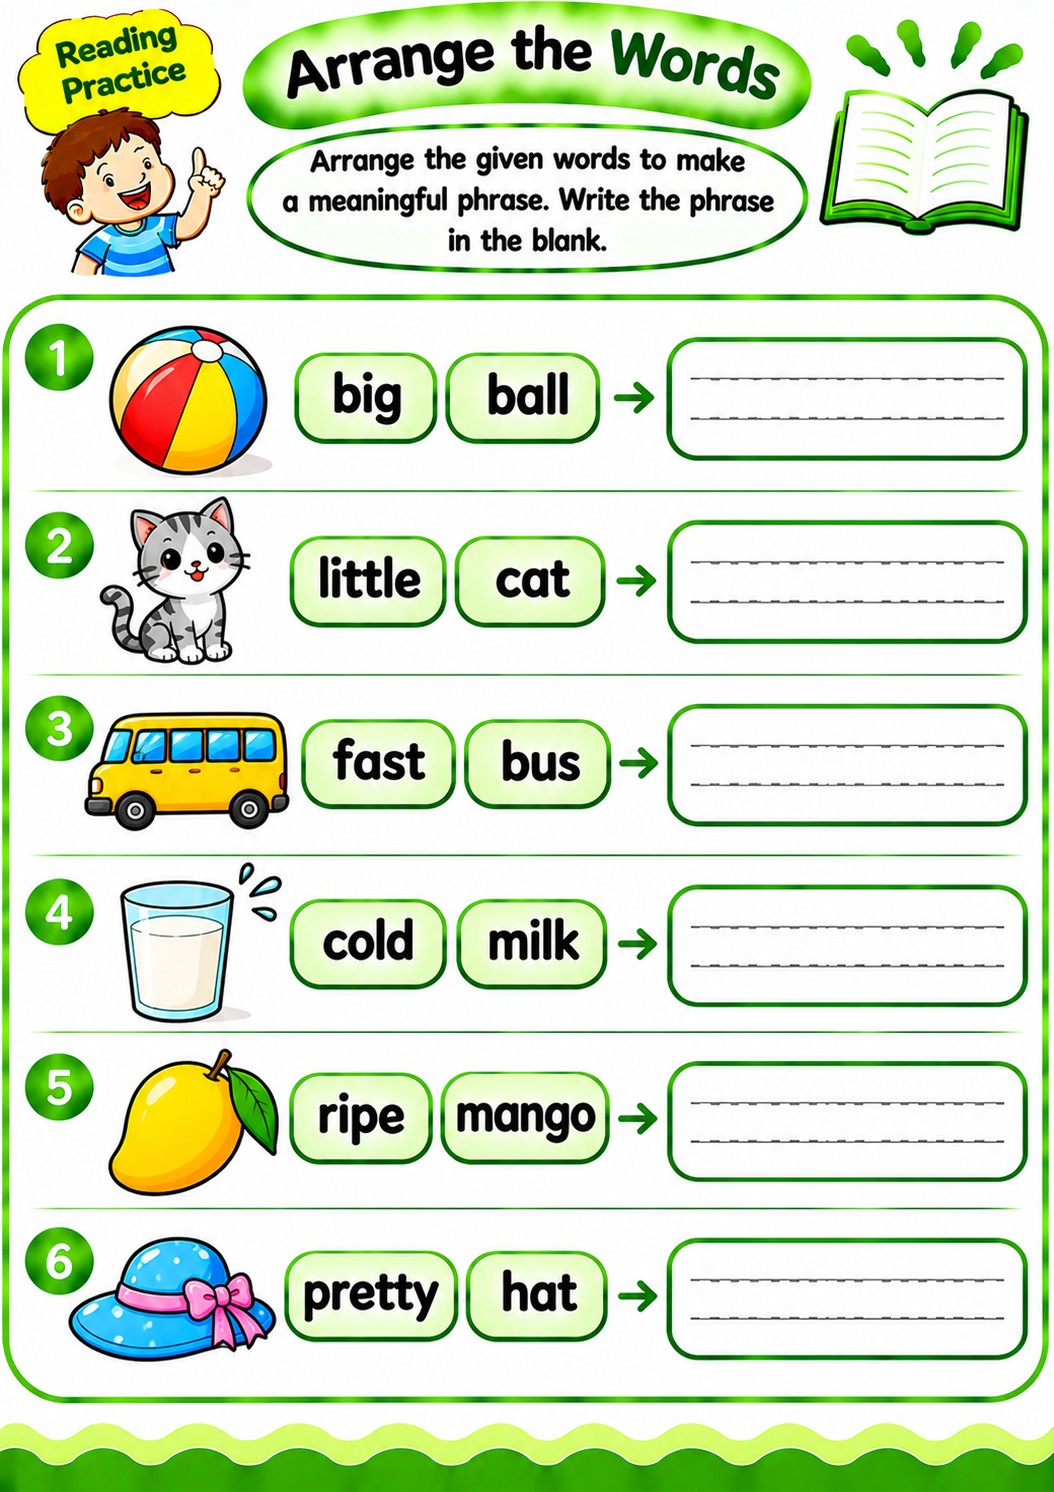 Reading
Practice
Arrange the Words
Arrange the given words to make
a meaningful phrase. Write the phrase
in the blank.
1
big ball
2
little cat
3
fast bus
4
cold milk
5
ripe mango
6
pretty hat